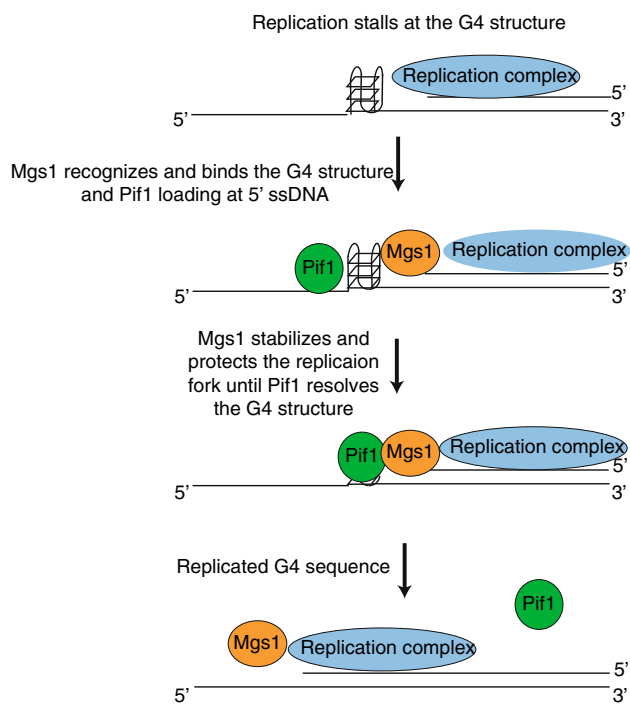 Replication stalls at the G4 structure
Replication complex
5’
5’
3’
Mgs1 recognizes and binds the G4 structure
and Pif1 loading at 5’ ssDNA
Pif1
Mgs1
Replication complex
5’
5’
3’
Mgs1 stabilizes and
protects the replicaion
fork until Pif1 resolves
the G4 structure
Pif1
Mgs1
Replication complex
5’
5’
3’
Replicated G4 sequence
Pif1
Mgs1
Replication complex
5’
5’
3’